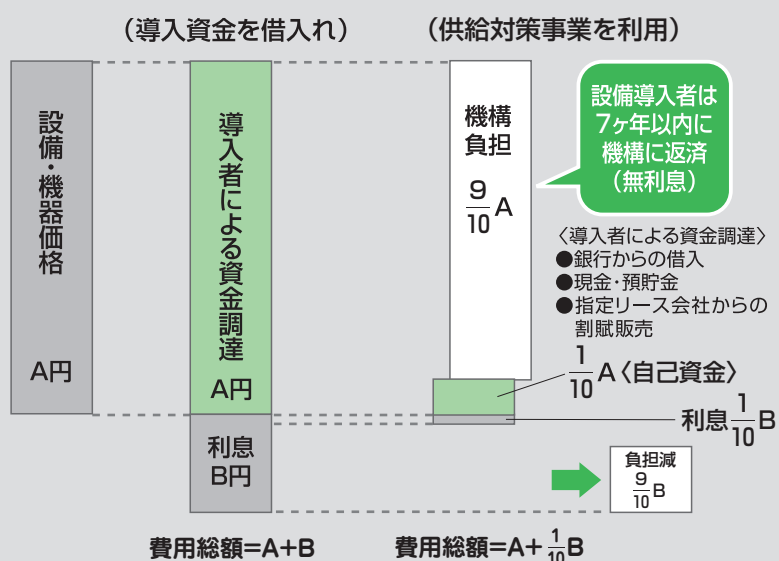 (導入資金を借入れ)
(供給対策事業を利用)
設備・機器価格
A円
導入者による資金調達
A円
利息
B円
機構
負担
9/10 A
設備導入者は
7ヶ年以内に
機構に返済
(無利息)
〈導入者による資金調達〉
●銀行からの借入
●現金・預貯金
●指定リース会社からの
割賦販売
1/10 A〈自己資金〉
利息 1/10 B
負担減
9/10 B
費用総額=A+B
費用総額=A+ 1/10 B